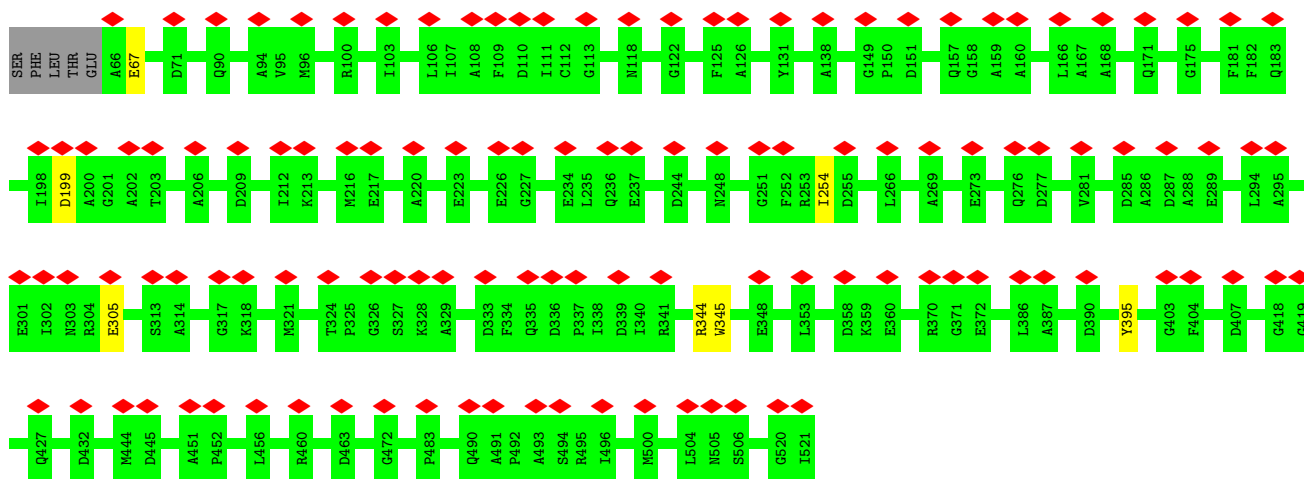 SER PHE LEU THR GLU A66 E67 D71 Q90 A94 V95 M96 R100 I103 L106 I107 A108 F109 D110 I111 C112 G113 N118 G122 F125 A126 Y131 A138 G149 P150 D151 Q157 G158 A159 A160 L166 A167 A168 Q171 G175 F181 F182 Q183
I198 D199 A200 G201 A202 T203 A206 D209 I212 K213 M216 E217 A220 E223 E226 G227 E234 L235 Q236 E237 D244 N248 G251 F252 R253 I254 D255 L266 A269 E273 Q276 D277 V281 D285 A286 D287 A288 E289 L294 A295
E301 I302 N303 R304 E305 S313 A314 G317 K318 M321 T324 P325 G326 S327 K328 A329 D333 F334 Q335 D336 P337 I338 D339 I340 R341 R344 W345 E348 L353 D358 K359 E360 R370 G371 E372 L386 A387 D390 Y395 G403 F404 D407 G418 G419
Q427 D432 M444 D445 A451 P452 L456 R460 D463 G472 P483 Q490 A491 P492 A493 S494 R495 I496 M500 L504 N505 S506 G520 I521